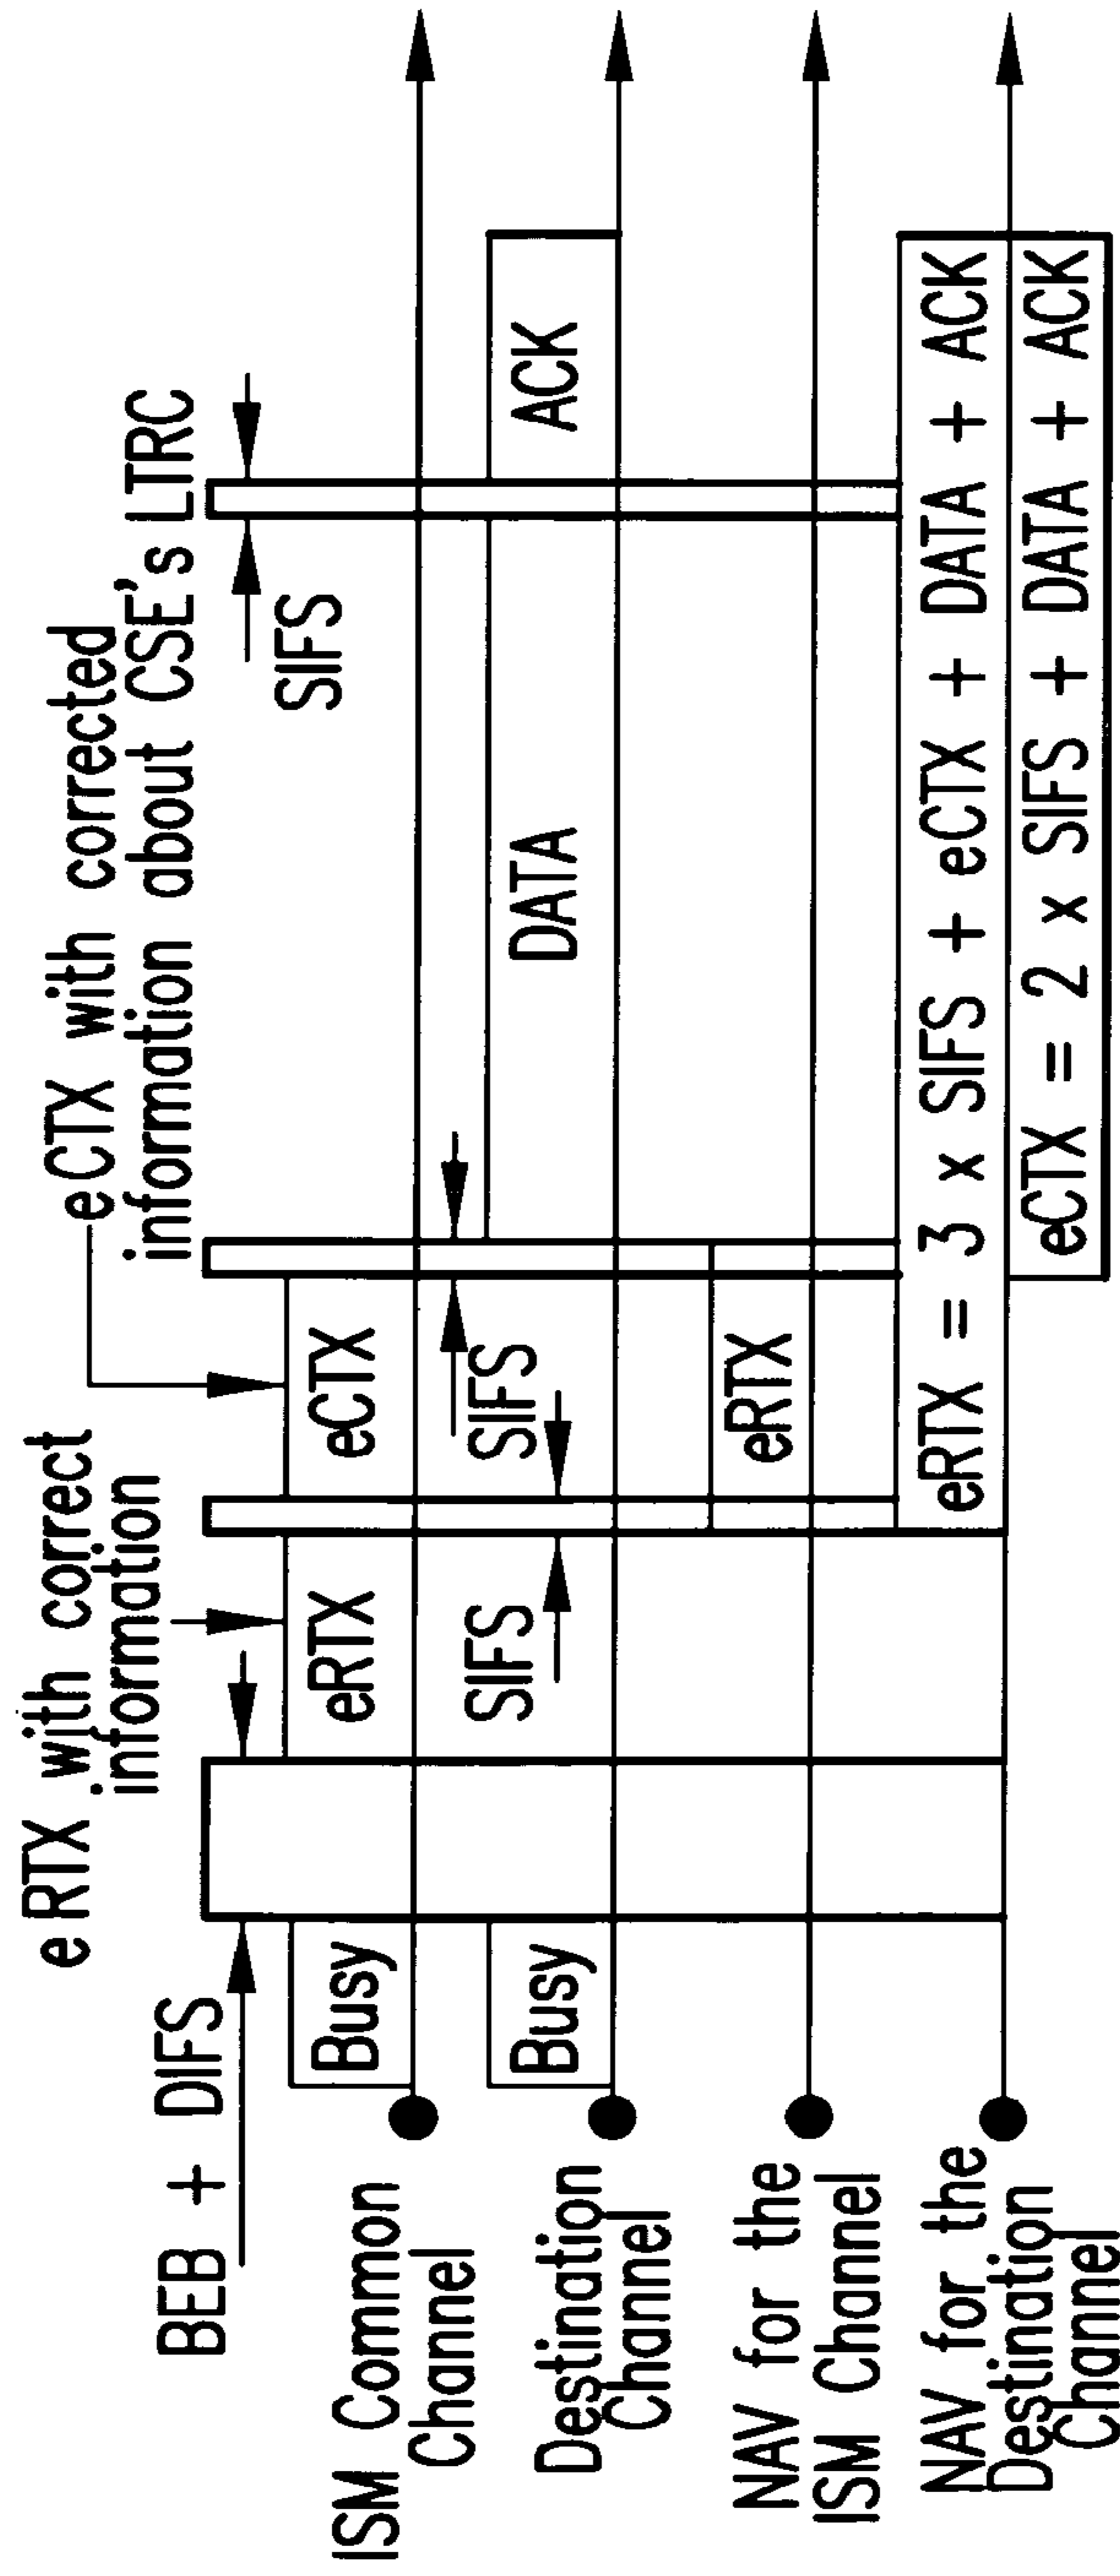 eRTX with correct
information
eCTX with corrected
information about CSE's LTRC
BEB + DIFS
SIFS
ISM Common
Channel
Busy
eRTX
eCTX
SIFS
SIFS
Destination
Channel
Busy
DATA
ACK
NAV for the
ISM Channel
eRTX
NAV for the
Destination
Channel
eRTX = 3 x SIFS + eCTX + DATA + ACK
eCTX = 2 x SIFS + DATA + ACK